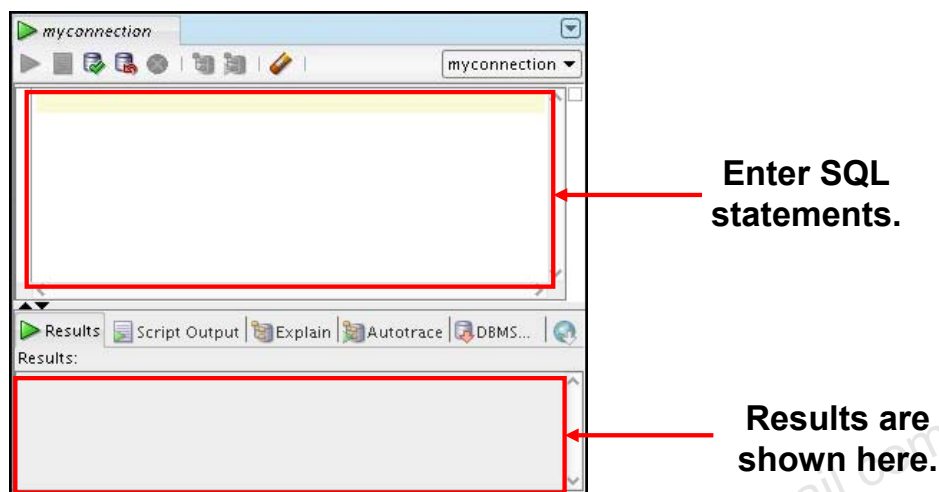 myconnection
myconnection
Enter SQL
statements.
Results Script Output Explain Autotrace DBMS...
Results:
Results are
shown here.